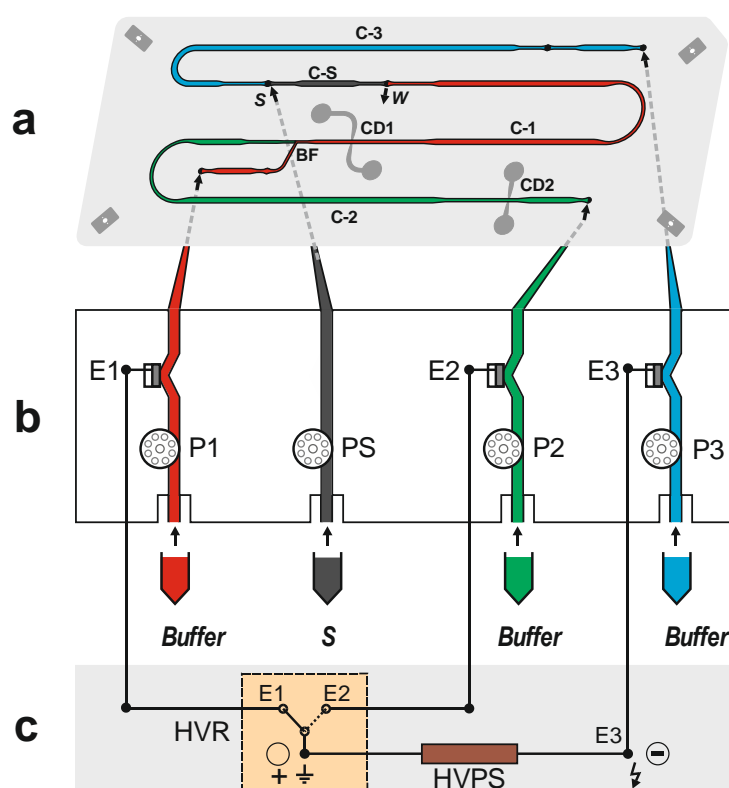 a
C-3
C-S
S
W
C-1
CD1
BF
CD2
C-2
b
E1
E2
E3
P1
PS
P2
P3
Buffer
S
Buffer
Buffer
c
E1
E2
HVR
E3
+
−
HVPS